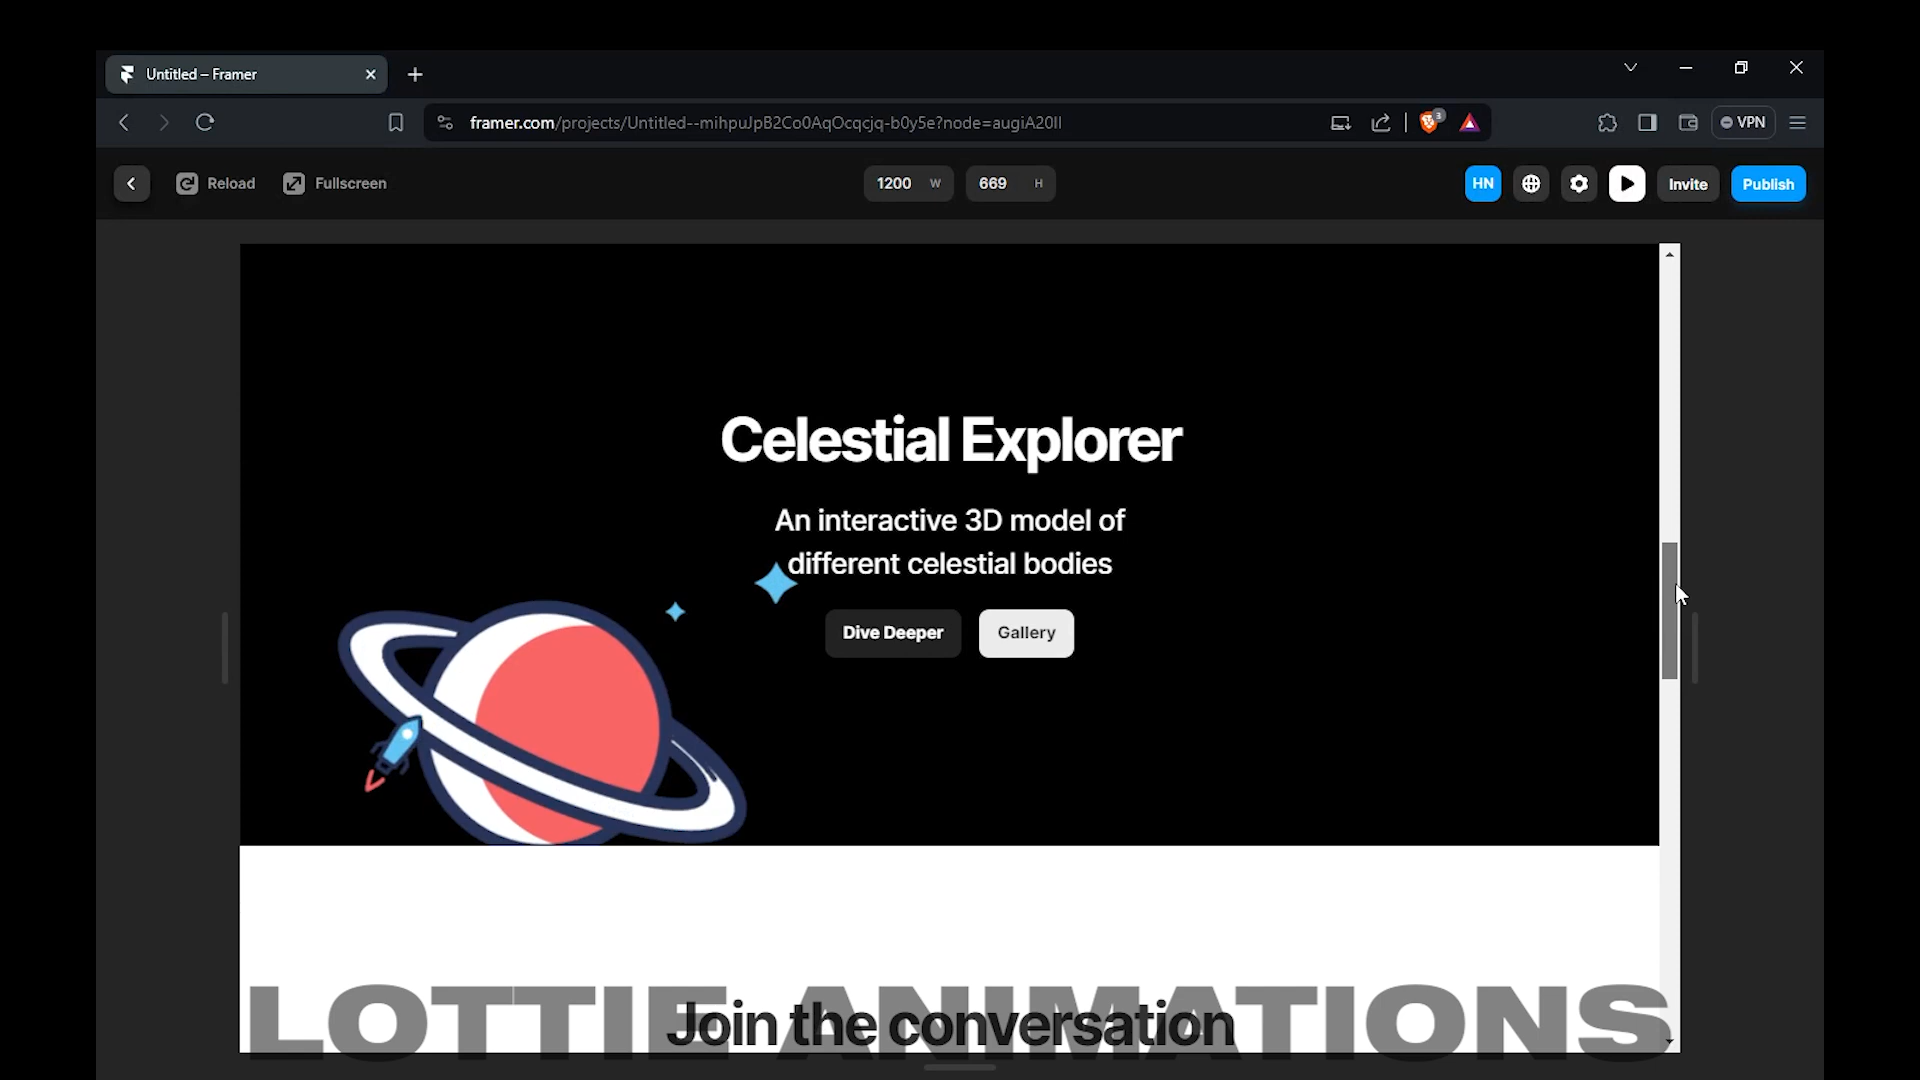 Untitled – Framer
framer.com/projects/Untitled--mihpuJpB2Co0AqOcqcjq-b0y5e?node=augiA20Il
3
VPN
Reload
Fullscreen
1200 W
669 H
HN
Invite
Publish
Celestial Explorer
An interactive 3D model of
different celestial bodies
Dive Deeper
Gallery
LOTTIE ANIMATIONS
Join the conversation